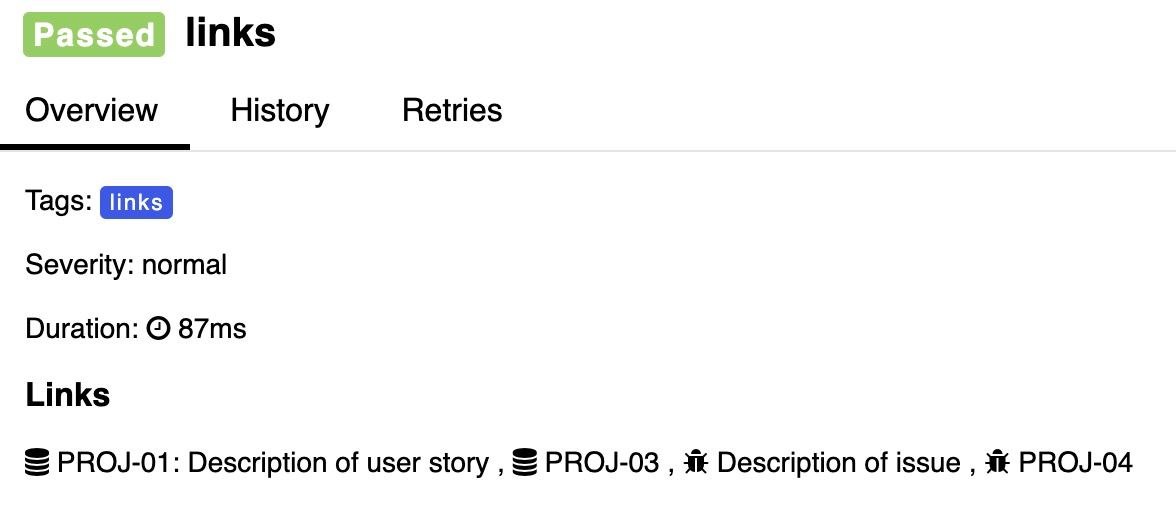 Passed links
Overview History Retries
Tags: links
Severity: normal
Duration: 87ms
Links
PROJ-01: Description of user story , PROJ-03 , Description of issue , PROJ-04